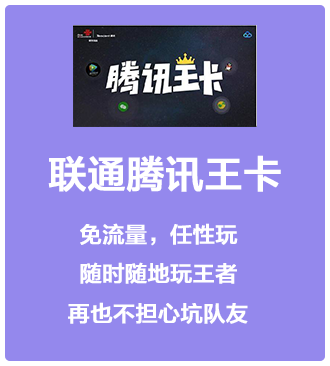 腾讯王卡
联通腾讯王卡
免流量，任性玩
随时随地玩王者
再也不担心坑队友